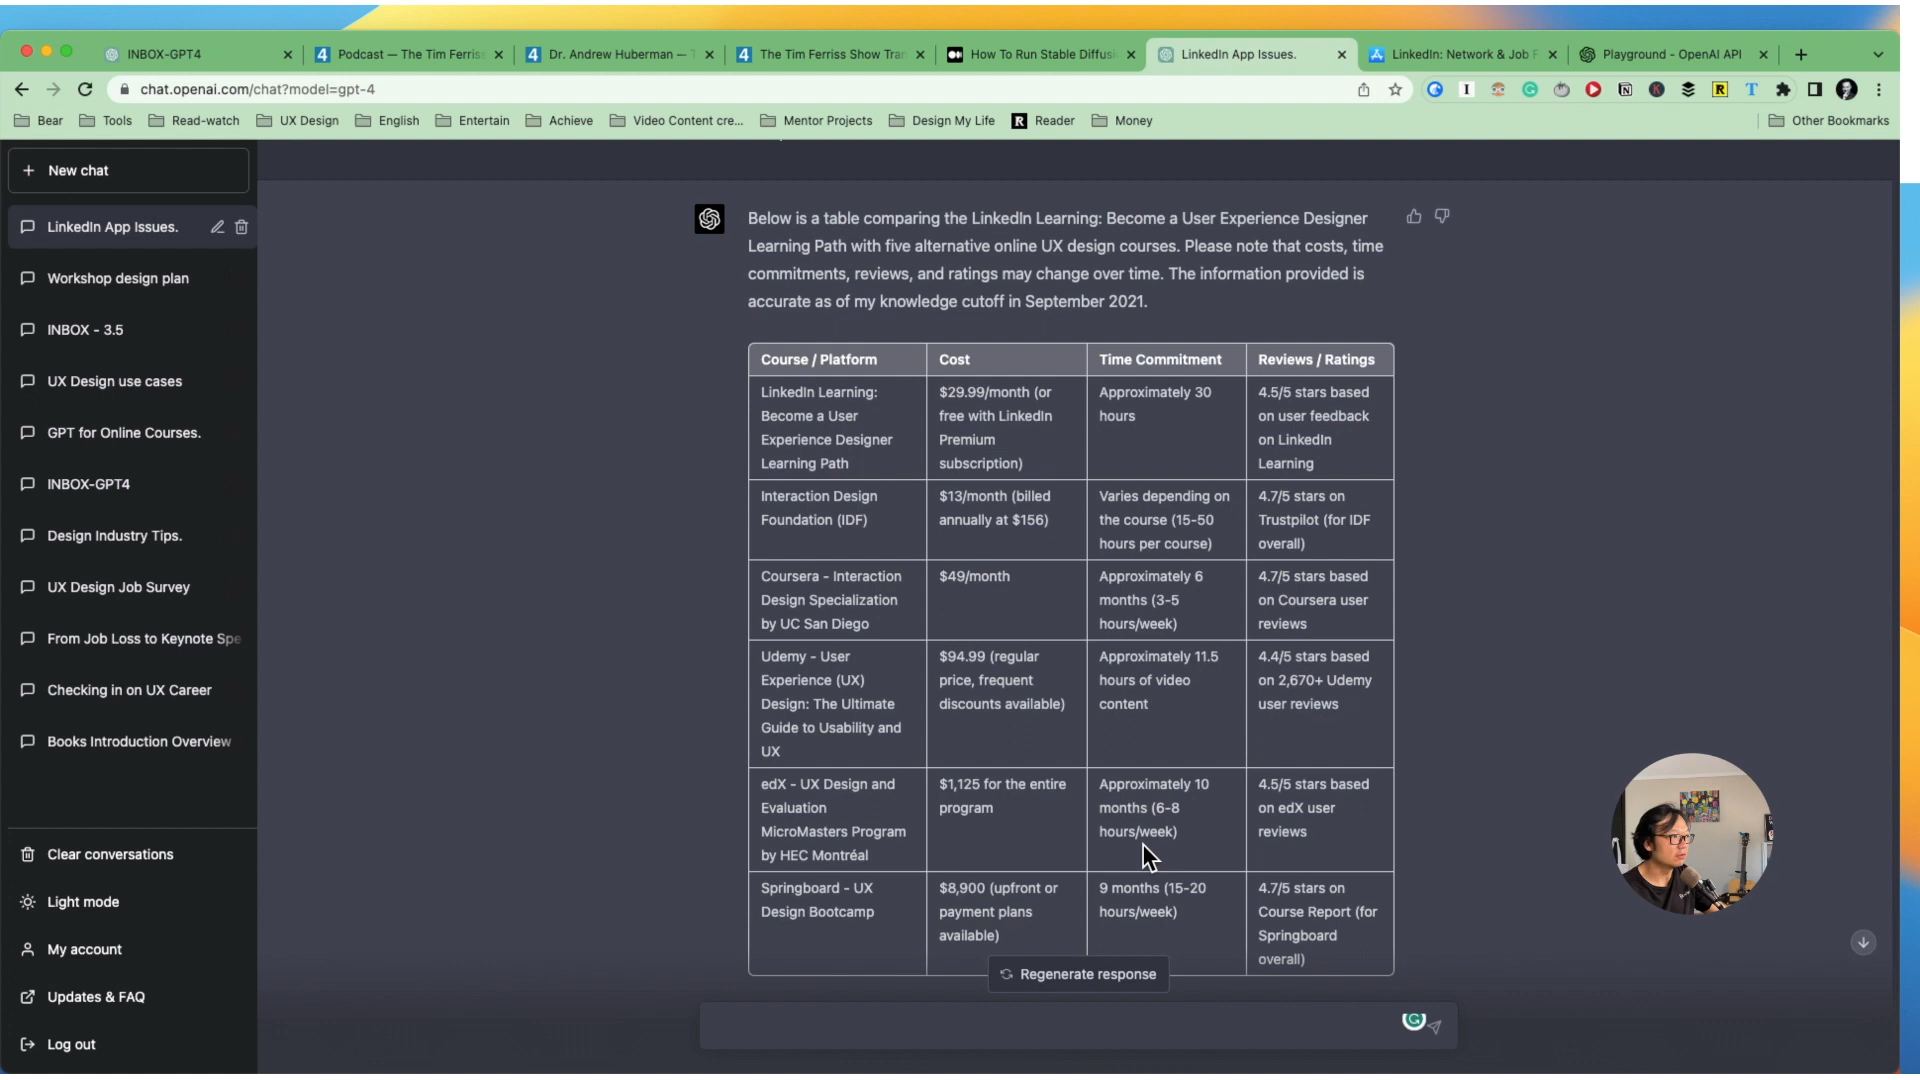 INBOX-GPT4
4 Podcast — The Tim Ferriss
4 Dr. Andrew Huberman —
4 The Tim Ferriss Show Tran
How To Run Stable Diffusi
LinkedIn App Issues.
LinkedIn: Network & Job F
Playground - OpenAI API
chat.openai.com/chat?model=gpt-4
Bear
Tools
Read-watch
UX Design
English
Entertain
Achieve
Video Content cre...
Mentor Projects
Design My Life
R Reader
Money
Other Bookmarks
New chat
LinkedIn App Issues.
Workshop design plan
INBOX - 3.5
UX Design use cases
GPT for Online Courses.
INBOX-GPT4
Design Industry Tips.
UX Design Job Survey
From Job Loss to Keynote Spe
Checking in on UX Career
Books Introduction Overview
Clear conversations
Light mode
My account
Updates & FAQ
Log out
Below is a table comparing the LinkedIn Learning: Become a User Experience Designer
Learning Path with five alternative online UX design courses. Please note that costs, time
commitments, reviews, and ratings may change over time. The information provided is
accurate as of my knowledge cutoff in September 2021.
Course / Platform
Cost
Time Commitment
Reviews / Ratings
LinkedIn Learning:
Become a User
Experience Designer
Learning Path
$29.99/month (or
free with LinkedIn
Premium
subscription)
Approximately 30
hours
4.5/5 stars based
on user feedback
on LinkedIn
Learning
Interaction Design
Foundation (IDF)
$13/month (billed
annually at $156)
Varies depending on
the course (15-50
hours per course)
4.7/5 stars on
Trustpilot (for IDF
overall)
Coursera - Interaction
Design Specialization
by UC San Diego
$49/month
Approximately 6
months (3-5
hours/week)
4.7/5 stars based
on Coursera user
reviews
Udemy - User
Experience (UX)
Design: The Ultimate
Guide to Usability and
UX
$94.99 (regular
price, frequent
discounts available)
Approximately 11.5
hours of video
content
4.4/5 stars based
on 2,670+ Udemy
user reviews
edX - UX Design and
Evaluation
MicroMasters Program
by HEC Montréal
$1,125 for the entire
program
Approximately 10
months (6-8
hours/week)
4.5/5 stars based
on edX user
reviews
Springboard - UX
Design Bootcamp
$8,900 (upfront or
payment plans
available)
9 months (15-20
hours/week)
4.7/5 stars on
Course Report (for
Springboard
overall)
Regenerate response